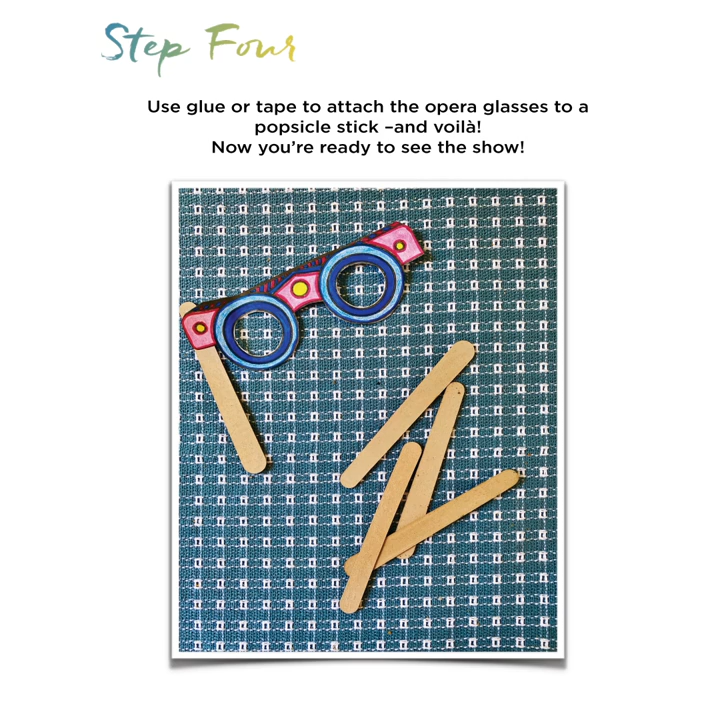 Step Four
Use glue or tape to attach the opera glasses to a
popsicle stick –and voilà!
Now you're ready to see the show!